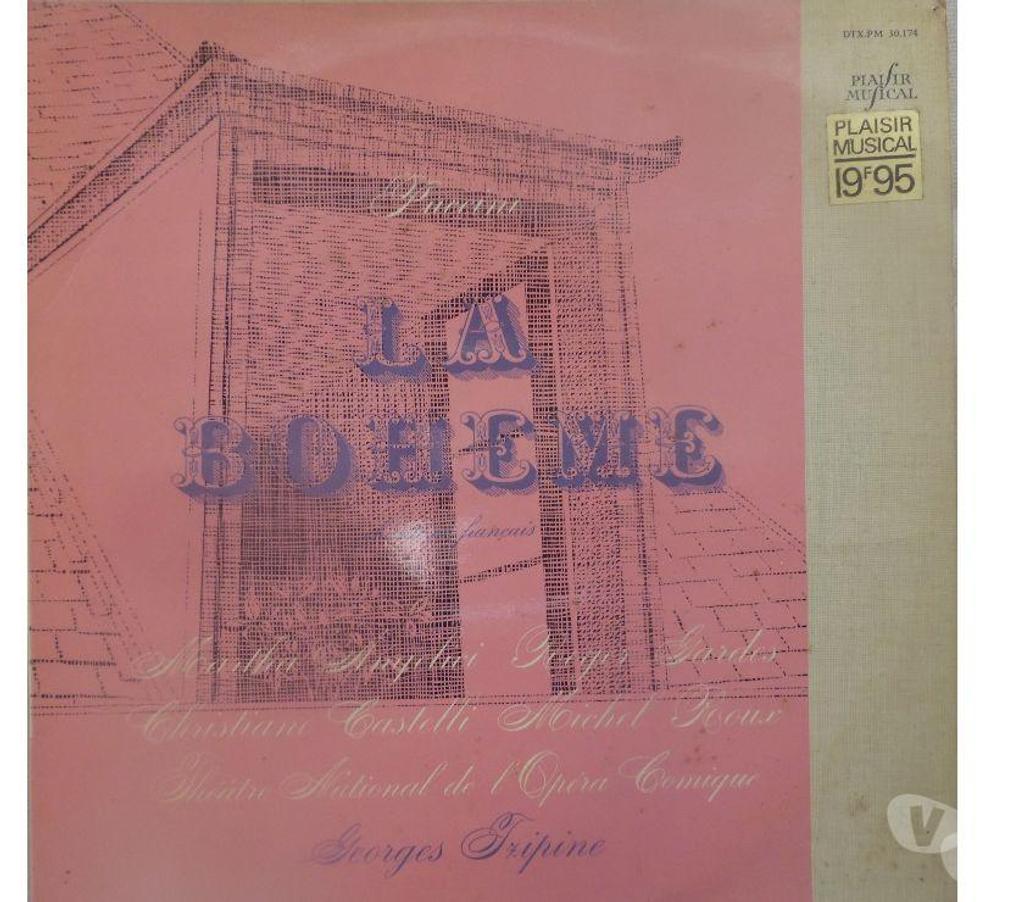 DTX.PM 30.174
PLAISIR
MUSICAL
PLAISIR
MUSICAL
19F95
Puccini
LA
BOHEME
français
Martha Angelici Roger Gardes
Christiane Castelli Michel Roux
Théâtre National de l'Opéra Comique
Georges Tzipine
V